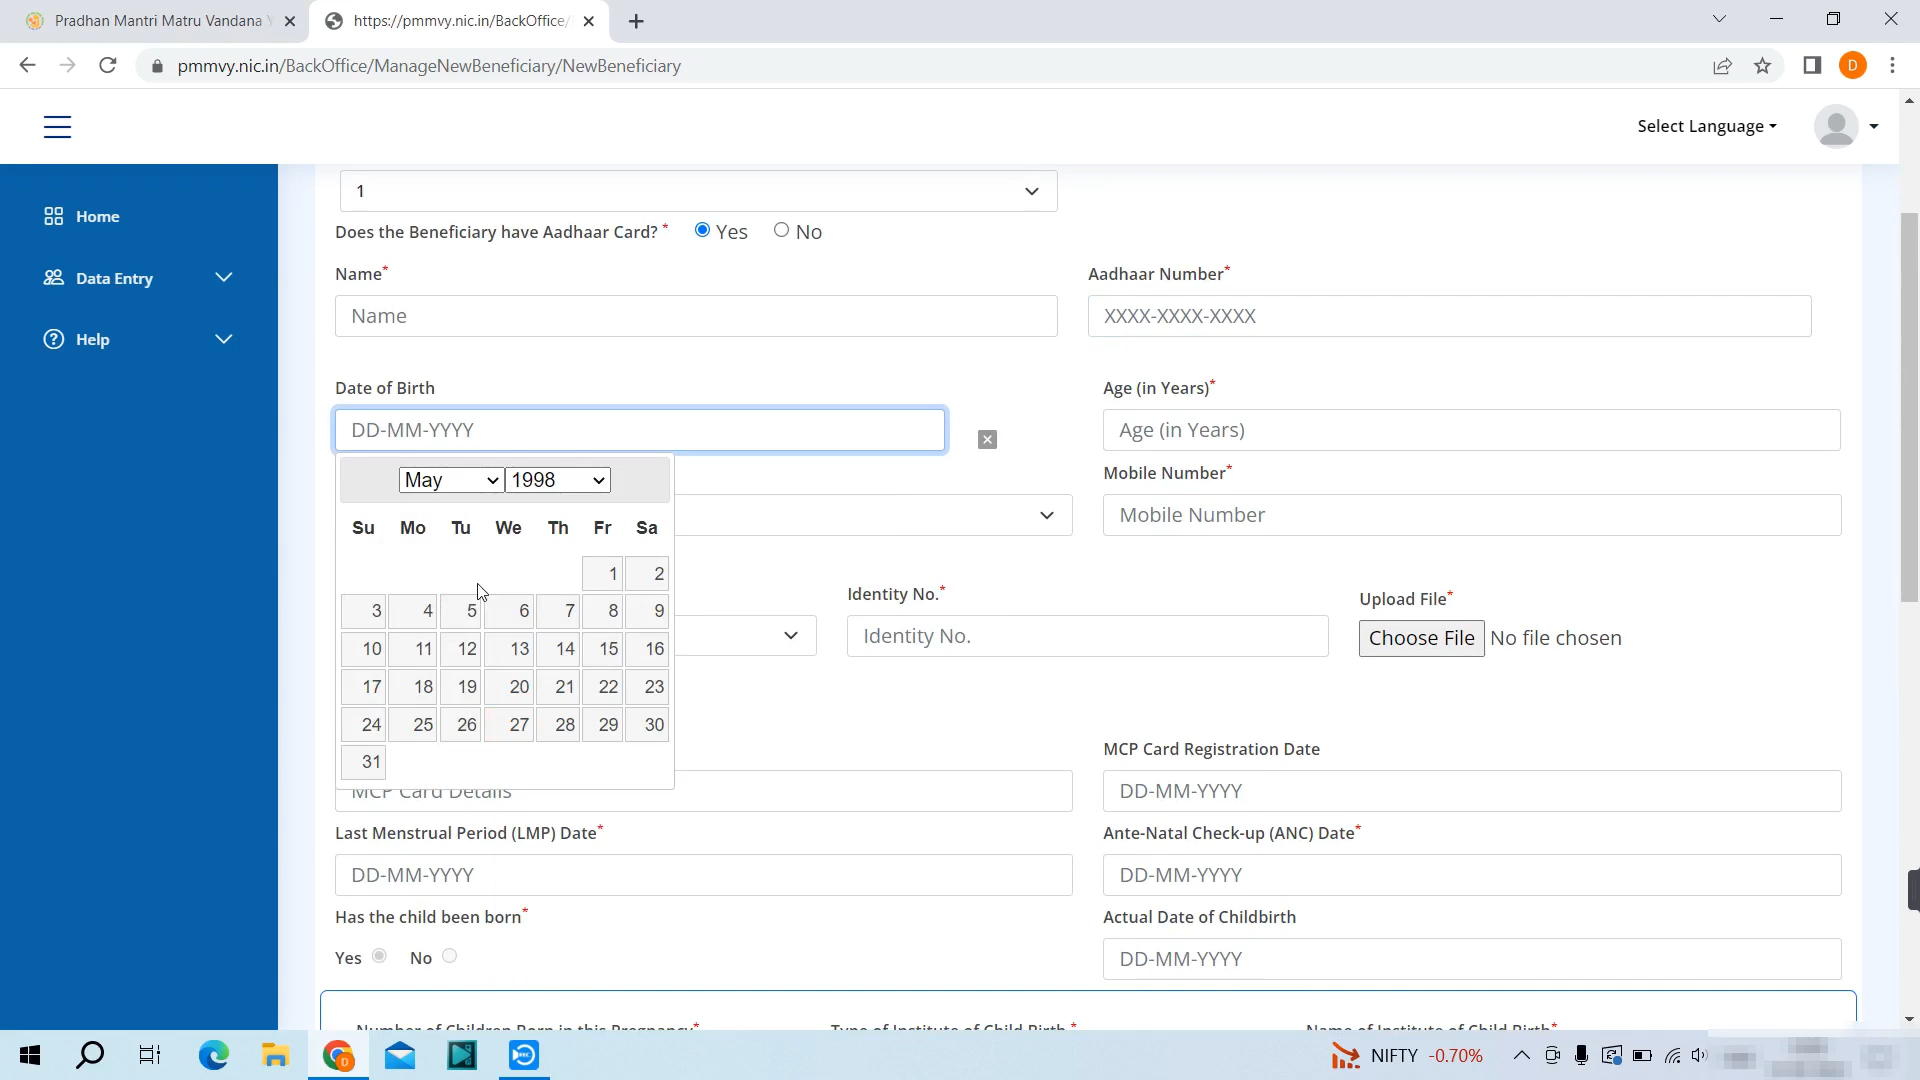 Pradhan Mantri Matru Vandana Y
https://pmmvy.nic.in/BackOffice/
pmmvy.nic.in/BackOffice/ManageNewBeneficiary/NewBeneficiary
D
Select Language
Home
Data Entry
Help
1
Does the Beneficiary have Aadhaar Card? * Yes No
Name* Aadhaar Number*
Name XXXX-XXXX-XXXX
Date of Birth Age (in Years)*
DD-MM-YYYY Age (in Years)
Mobile Number*
Mobile Number
May 1998
Su Mo Tu We Th Fr Sa
1 2
3 4 5 6 7 8 9
10 11 12 13 14 15 16
17 18 19 20 21 22 23
24 25 26 27 28 29 30
31
Identity No.* Upload File*
Identity No. Choose File No file chosen
MCP Card Registration Date
MCP Card Details DD-MM-YYYY
Last Menstrual Period (LMP) Date* Ante-Natal Check-up (ANC) Date*
DD-MM-YYYY DD-MM-YYYY
Has the child been born* Actual Date of Childbirth
Yes No DD-MM-YYYY
Number of Children Born in this Pregnancy* Type of Institute of Child Birth * Name of Institute of Child Birth*
NIFTY -0.70%